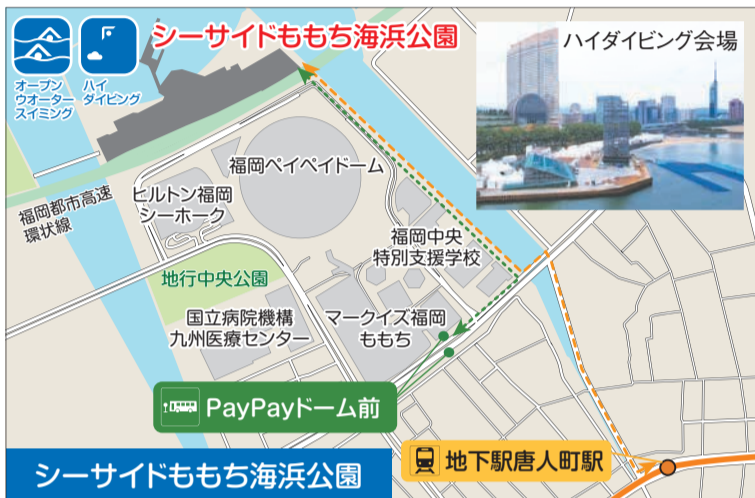 シーサイドももち海浜公園
オープン
ウオーター
スイミング
ハイ
ダイビング
ハイダイビング会場
福岡ペイペイドーム
福岡都市高速
環状線
ヒルトン福岡
シーホーク
福岡中央
特別支援学校
地行中央公園
国立病院機構
九州医療センター
マークイズ福岡
ももち
PayPayドーム前
地下駅唐人町駅
シーサイドももち海浜公園